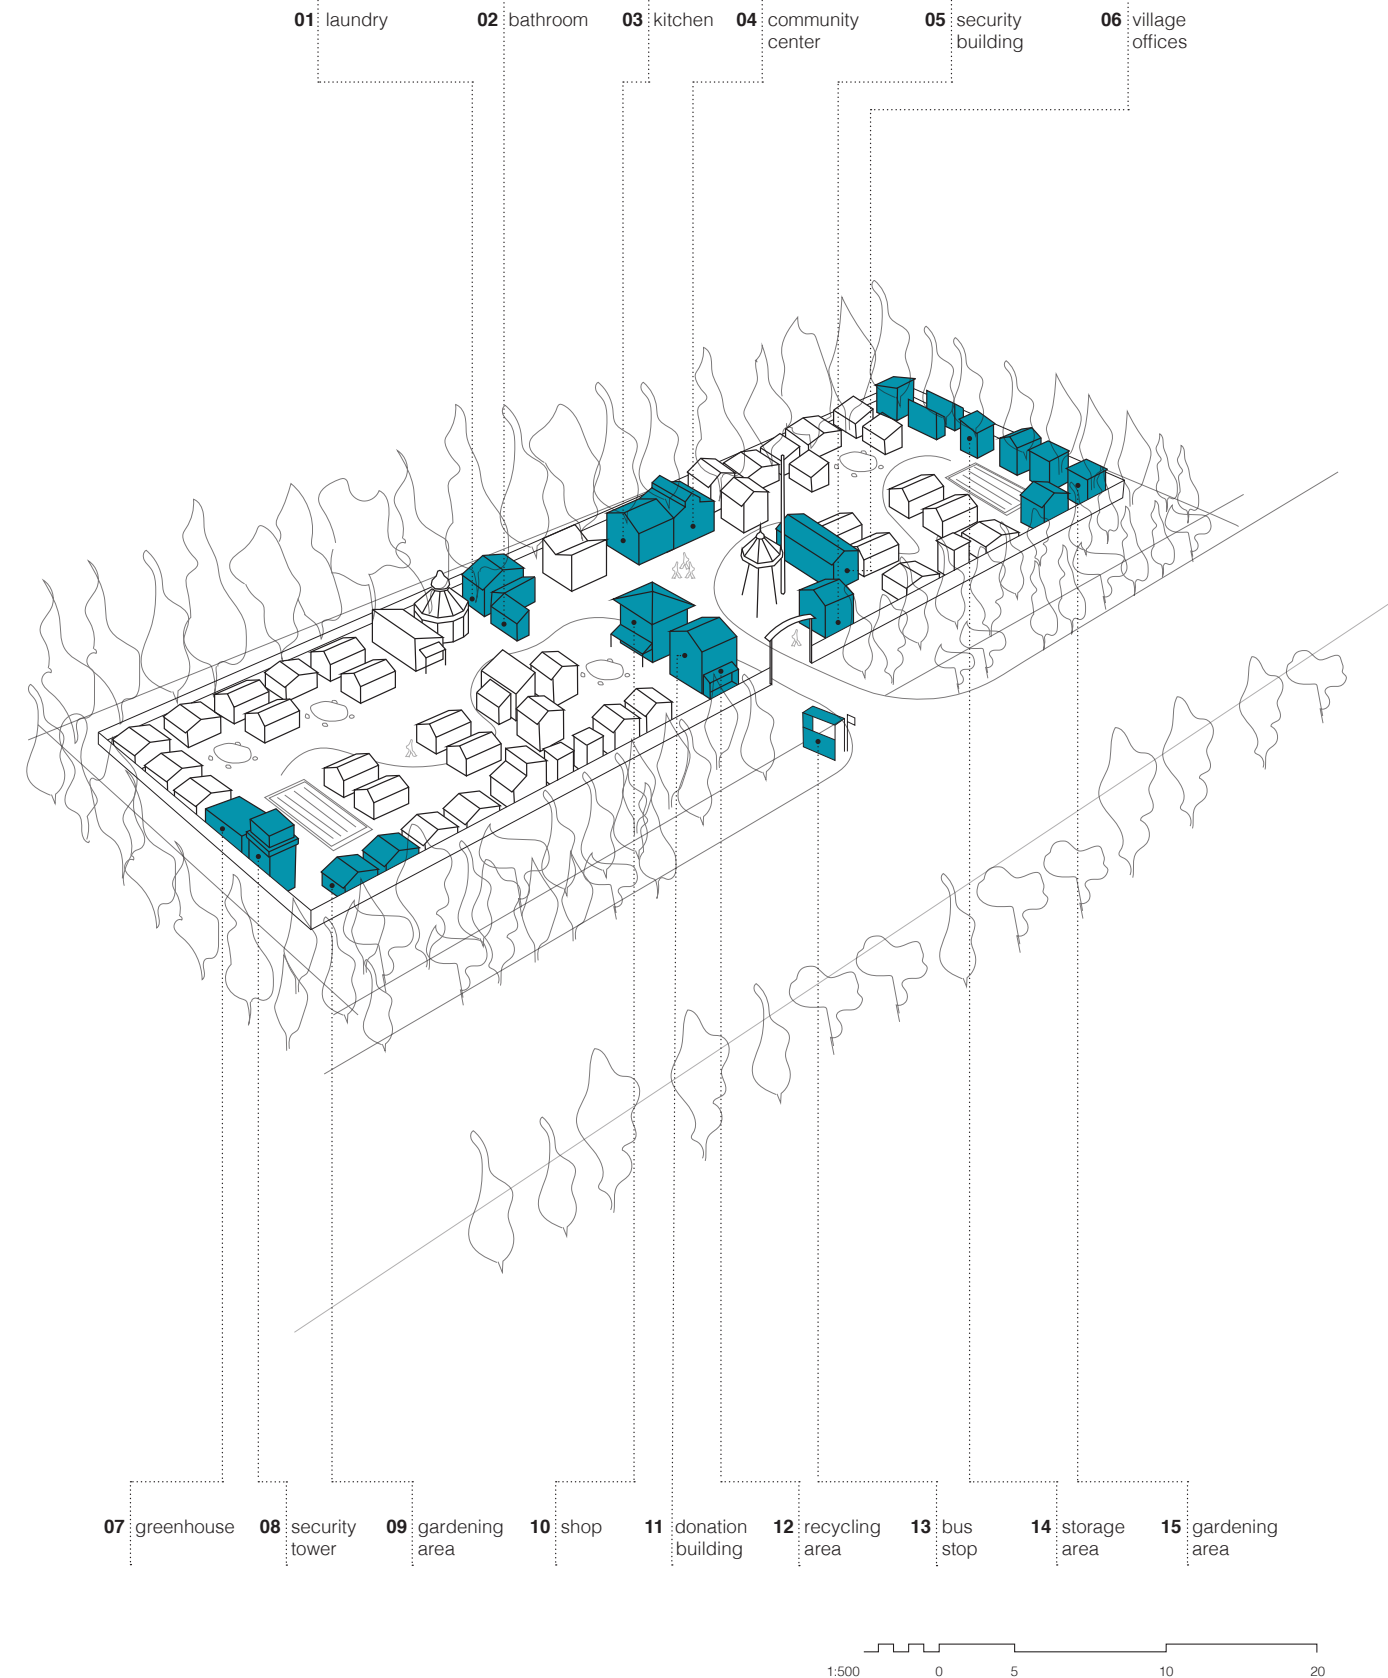 01 laundry
02 bathroom
03 kitchen
04 community
center
05 security
building
06 village
offices
07 greenhouse
08 security
tower
09 gardening
area
10 shop
11 donation
building
12 recycling
area
13 bus
stop
14 storage
area
15 gardening
area
1:500 0 5 10 20